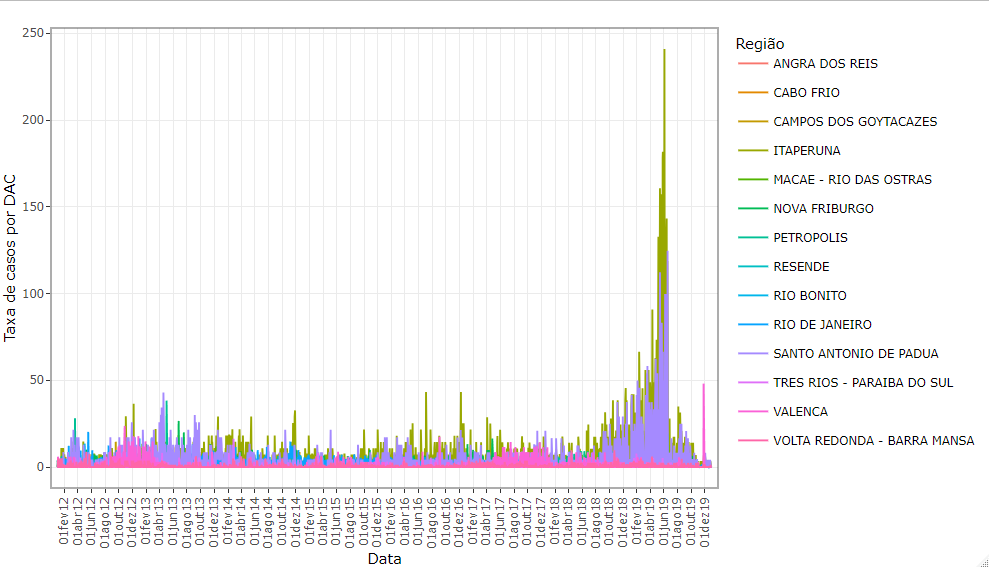 250
200
150
100
50
0
Taxa de casos por DAC
01fev12
01abr12
01jun12
01ago12
01out12
01dez12
01fev13
01abr13
01jun13
01ago13
01out13
01dez13
01fev14
01abr14
01jun14
01ago14
01out14
01dez14
01fev15
01abr15
01jun15
01ago15
01out15
01dez15
01fev16
01abr16
01jun16
01ago16
01out16
01dez16
01fev17
01abr17
01jun17
01ago17
01out17
01dez17
01fev18
01abr18
01jun18
01ago18
01out18
01dez18
01fev19
01abr19
01jun19
01ago19
01out19
01dez19
Data
Região
ANGRA DOS REIS
CABO FRIO
CAMPOS DOS GOYTACAZES
ITAPERUNA
MACAE - RIO DAS OSTRAS
NOVA FRIBURGO
PETROPOLIS
RESENDE
RIO BONITO
RIO DE JANEIRO
SANTO ANTONIO DE PADUA
TRES RIOS - PARAIBA DO SUL
VALENCA
VOLTA REDONDA - BARRA MANSA